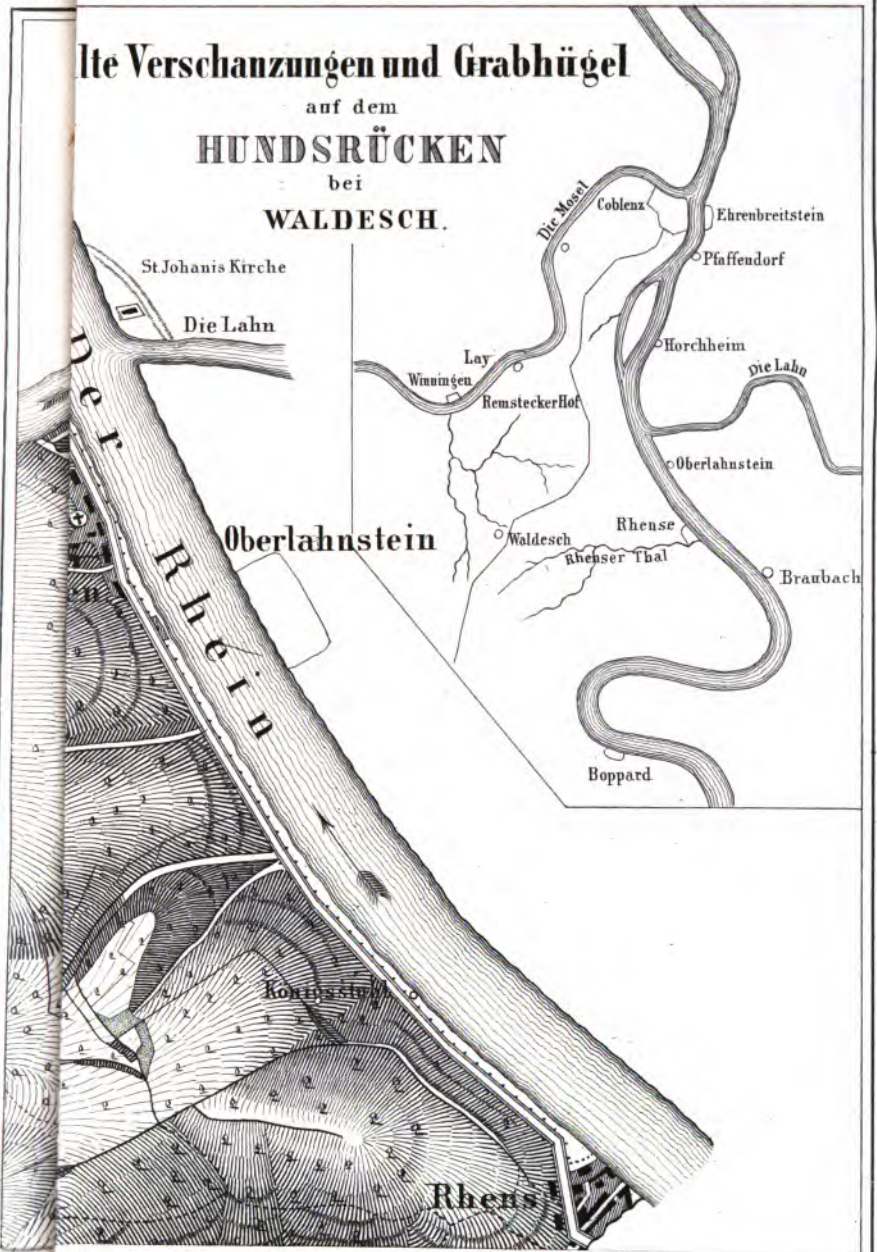 lte Verschanzungen und Grabhügel
auf dem
HUNDSRÜCKEN
bei
WALDESCH.
St Johanis Kirche
Die Lahn
Der Rhein
Oberlahnstein
Königsstuhl
Rhens
en
Die Mosel
Coblenz
Ehrenbreitstein
Pfaffendorf
Horchheim
Lay
Winningen
Remstecker Hof
Die Lahn
Oberlahnstein
Rhense
Waldesch
Rhenser Thal
Braubach
Boppard